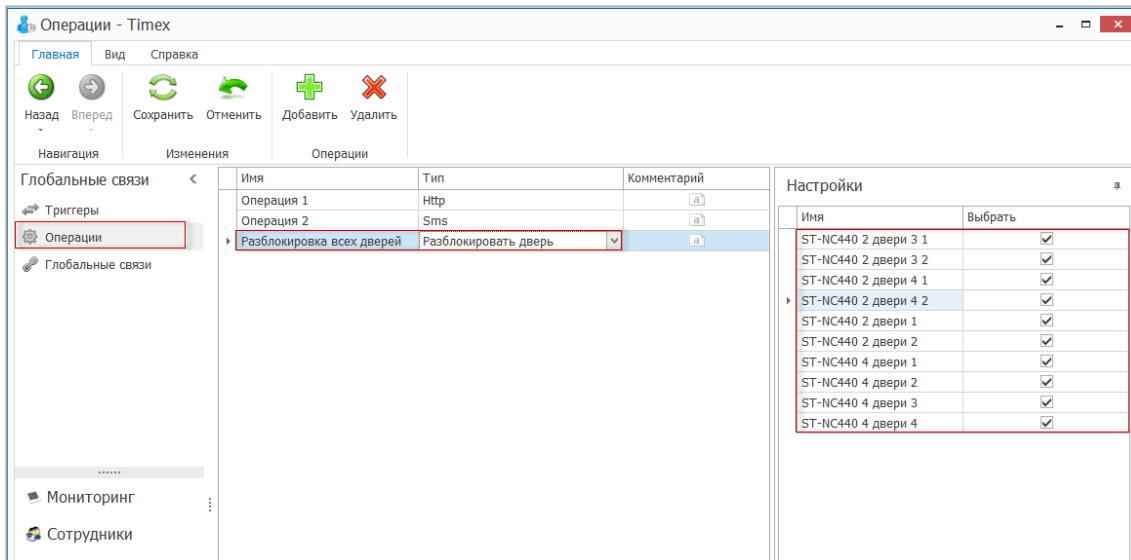 Операции - Timex
Главная Вид Справка
Назад Вперед Сохранить Отменить Добавить Удалить
Навигация Изменения Операции
Глобальные связи
Триггеры
Операции
Глобальные связи
Мониторинг
Сотрудники
Имя Тип Комментарий
Операция 1 Http a
Операция 2 Sms a
Разблокировка всех дверей Разблокировать дверь a
Настройки
Имя Выбрать
ST-NC440 2 двери 3 1
ST-NC440 2 двери 3 2
ST-NC440 2 двери 4 1
ST-NC440 2 двери 4 2
ST-NC440 2 двери 1
ST-NC440 2 двери 2
ST-NC440 4 двери 1
ST-NC440 4 двери 2
ST-NC440 4 двери 3
ST-NC440 4 двери 4